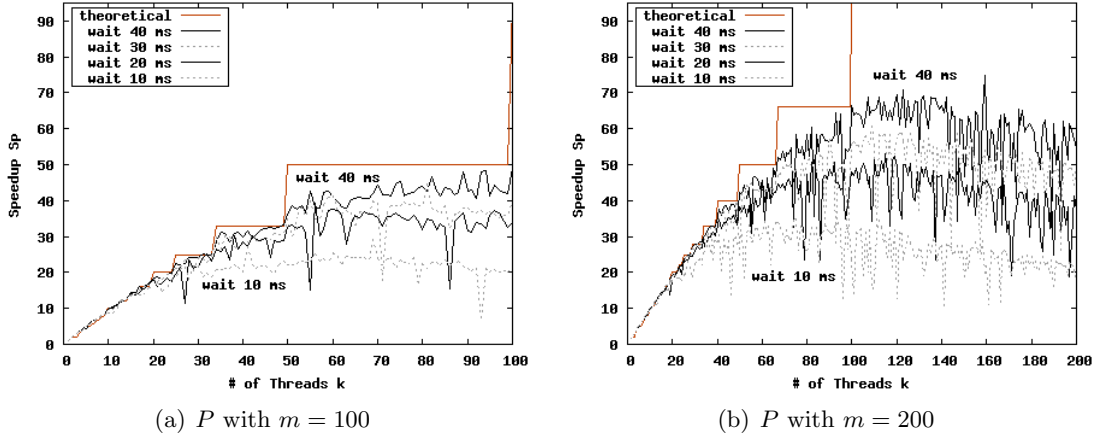 theoretical
wait 40 ms
wait 30 ms
wait 20 ms
wait 10 ms
90
80
70
60
50
40
30
20
10
0
Speedup Sp
wait 40 ms
wait 10 ms
0 10 20 30 40 50 60 70 80 90 100
# of Threads k
(a) P with m = 100
theoretical
wait 40 ms
wait 30 ms
wait 20 ms
wait 10 ms
90
80
70
60
50
40
30
20
10
0
Speedup Sp
wait 40 ms
wait 10 ms
0 20 40 60 80 100 120 140 160 180 200
# of Threads k
(b) P with m = 200